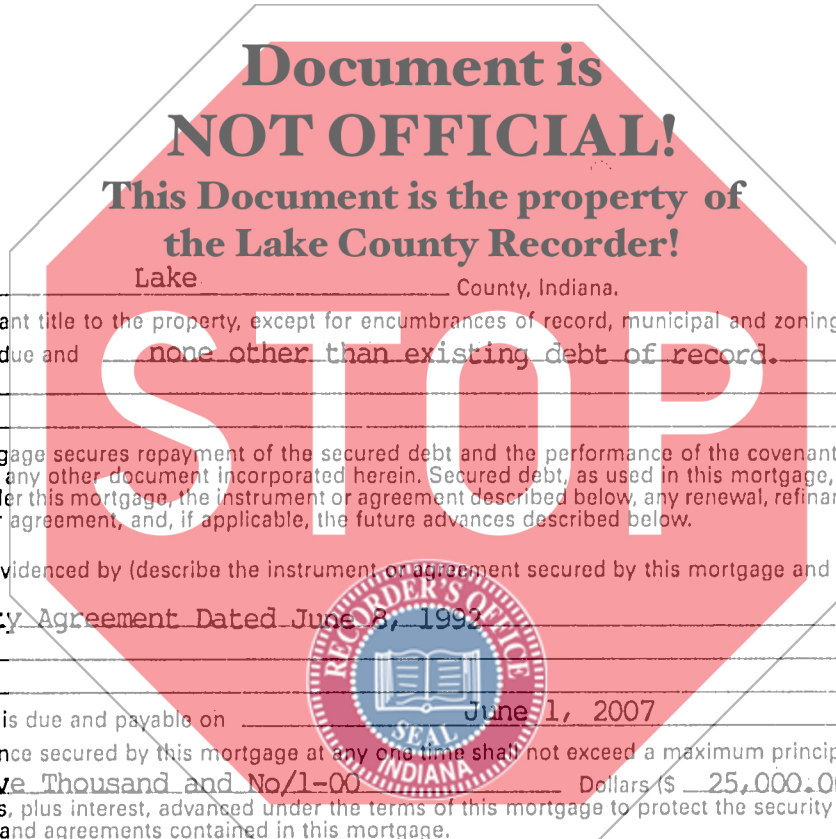 Document is
NOT OFFICIAL!
This Document is the property of
the Lake County Recorder!
Lake County, Indiana.
ant title to the property, except for encumbrances of record, municipal and zoning
due and none other than existing debt of record.
STOP
gage secures repayment of the secured debt and the performance of the covenant
any other document incorporated herein. Secured debt, as used in this mortgage,
der this mortgage, the instrument or agreement described below, any renewal, refinar
agreement, and, if applicable, the future advances described below.
videnced by (describe the instrument or agreement secured by this mortgage and
y Agreement Dated June 8, 1992
RECORDER'S OFFICE
SEAL
INDIANA
is due and payable on June 1, 2007
nce secured by this mortgage at any one time shall not exceed a maximum princip
ve Thousand and No/1-00 Dollars ($ 25,000.0
s, plus interest, advanced under the terms of this mortgage to protect the security
and agreements contained in this mortgage.